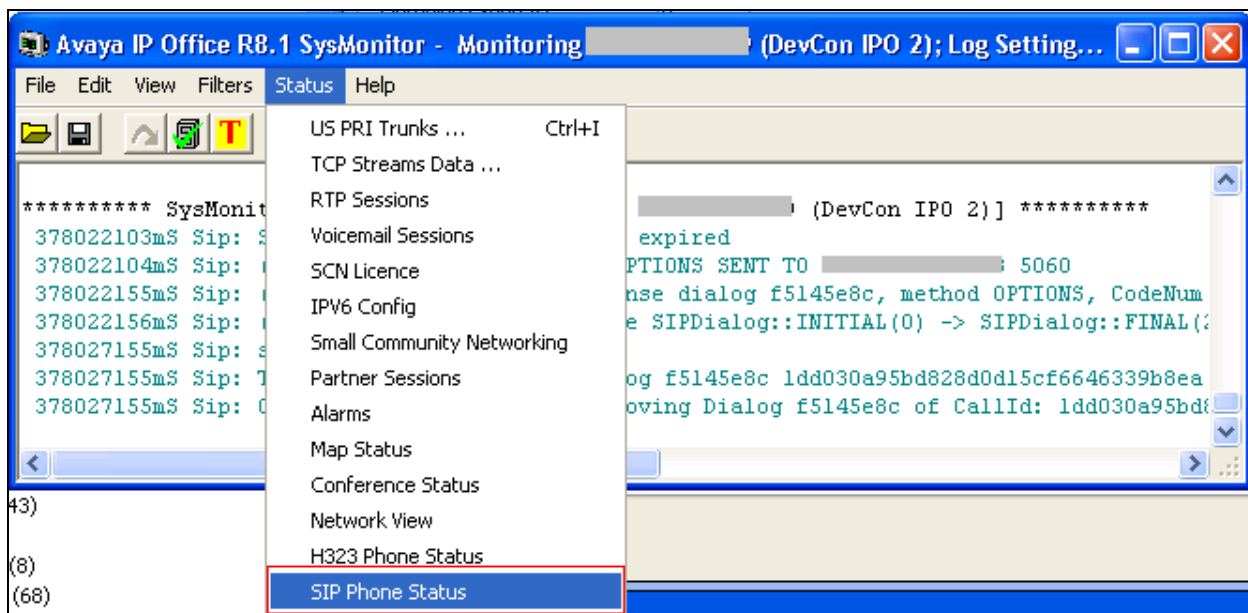 Avaya IP Office R8.1 SysMonitor - Monitoring (DevCon IPO 2); Log Setting...
File Edit View Filters Status Help
T
US PRI Trunks ... Ctrl+I
TCP Streams Data ...
RTP Sessions
Voicemail Sessions
SCN Licence
IPV6 Config
Small Community Networking
Partner Sessions
Alarms
Map Status
Conference Status
Network View
H323 Phone Status
SIP Phone Status
********** SysMonit (DevCon IPO 2)] **********
378022103mS Sip: S expired
378022104mS Sip: PTIONS SENT TO 5060
378022155mS Sip: nse dialog f5145e8c, method OPTIONS, CodeNum
378022156mS Sip: e SIPDialog::INITIAL(0) -> SIPDialog::FINAL(2
378027155mS Sip: s
378027155mS Sip: T og f5145e8c 1dd030a95bd828d0d15cf6646339b8ea
378027155mS Sip: oving Dialog f5145e8c of CallId: 1dd030a95bd8
43)
(8)
(68)